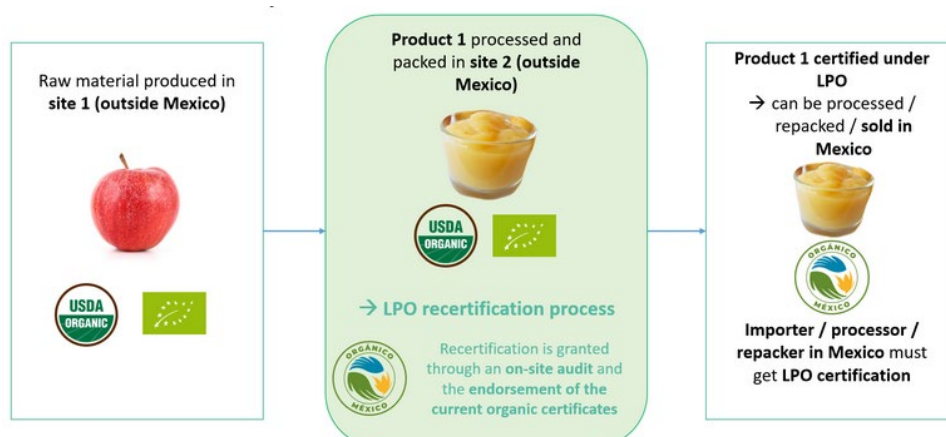 Raw material produced in
site 1 (outside Mexico)
USDA
ORGANIC
Product 1 processed and
packed in site 2 (outside
Mexico)
USDA
ORGANIC
→ LPO recertification process
ORGÁNICO
MÉXICO
Recertification is granted
through an on-site audit and
the endorsement of the
current organic certificates
Product 1 certified under
LPO
→ can be processed /
repacked / sold in
Mexico
ORGÁNICO
MÉXICO
Importer / processor /
repacker in Mexico must
get LPO certification